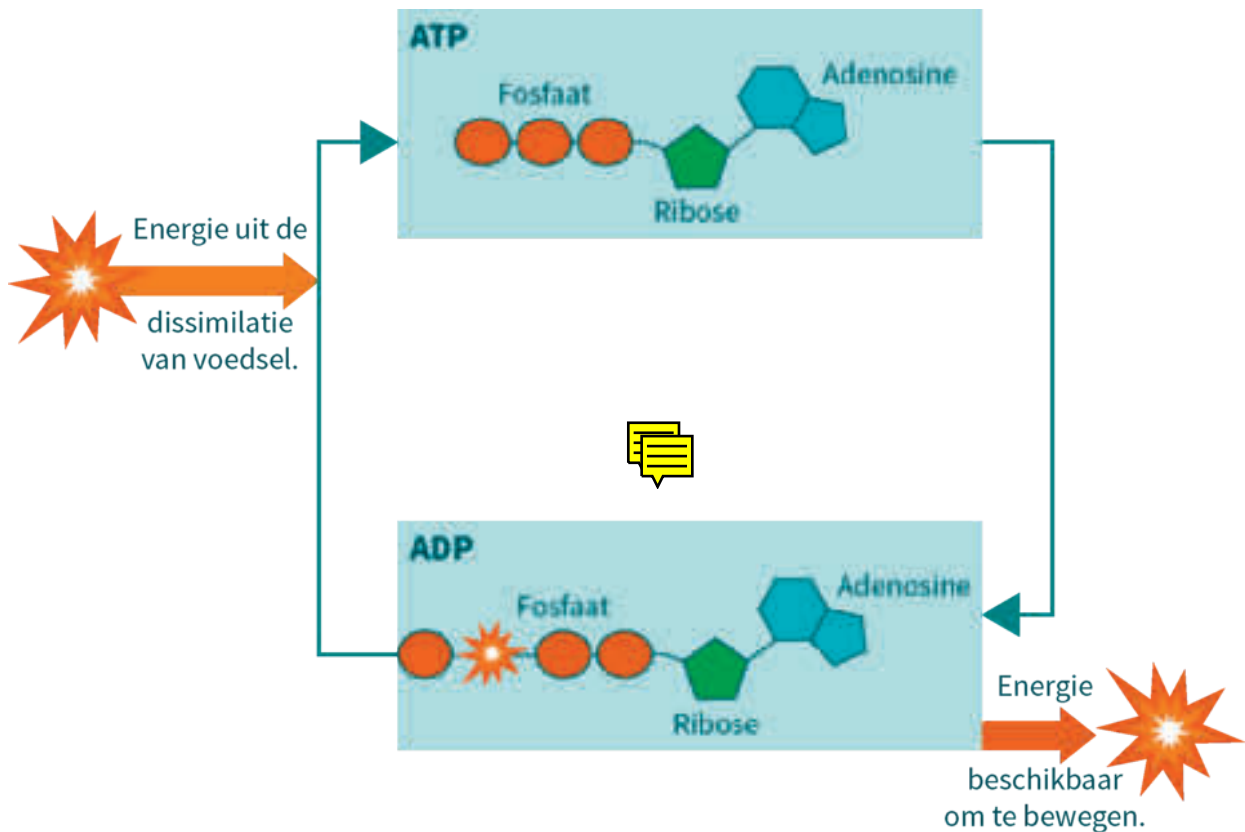 ATP
Fosfaat
Adenosine
Ribose
Energie uit de
dissimilatie
van voedsel.
ADP
Fosfaat
Adenosine
Ribose
Energie
beschikbaar
om te bewegen.